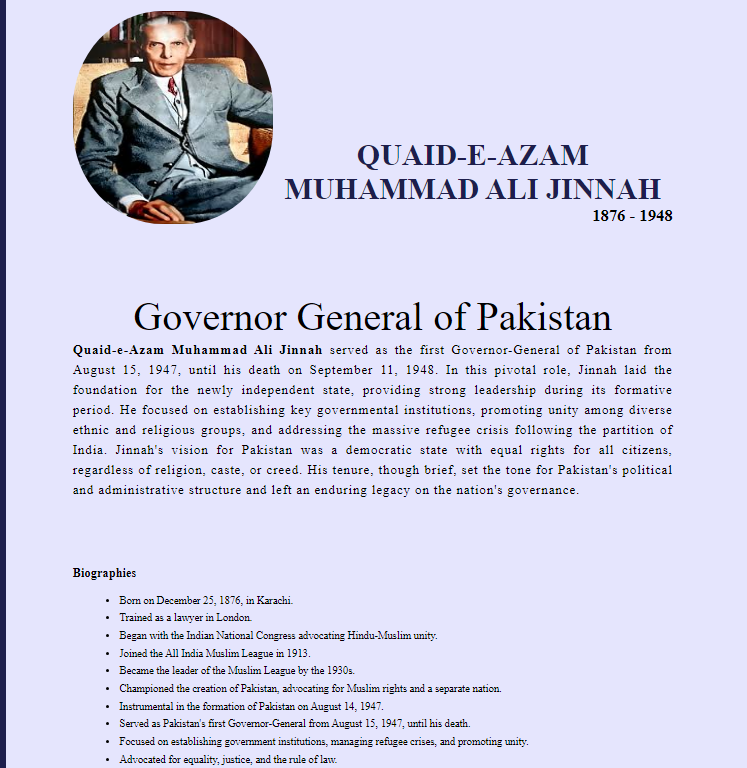 QUAID-E-AZAM
MUHAMMAD ALI JINNAH
1876 - 1948
Governor General of Pakistan
Quaid-e-Azam Muhammad Ali Jinnah served as the first Governor-General of Pakistan from
August 15, 1947, until his death on September 11, 1948. In this pivotal role, Jinnah laid the
foundation for the newly independent state, providing strong leadership during its formative
period. He focused on establishing key governmental institutions, promoting unity among diverse
ethnic and religious groups, and addressing the massive refugee crisis following the partition of
India. Jinnah's vision for Pakistan was a democratic state with equal rights for all citizens,
regardless of religion, caste, or creed. His tenure, though brief, set the tone for Pakistan's political
and administrative structure and left an enduring legacy on the nation's governance.
Biographies
• Born on December 25, 1876, in Karachi.
• Trained as a lawyer in London.
• Began with the Indian National Congress advocating Hindu-Muslim unity.
• Joined the All India Muslim League in 1913.
• Became the leader of the Muslim League by the 1930s.
• Championed the creation of Pakistan, advocating for Muslim rights and a separate nation.
• Instrumental in the formation of Pakistan on August 14, 1947.
• Served as Pakistan's first Governor-General from August 15, 1947, until his death.
• Focused on establishing government institutions, managing refugee crises, and promoting unity.
• Advocated for equality, justice, and the rule of law.